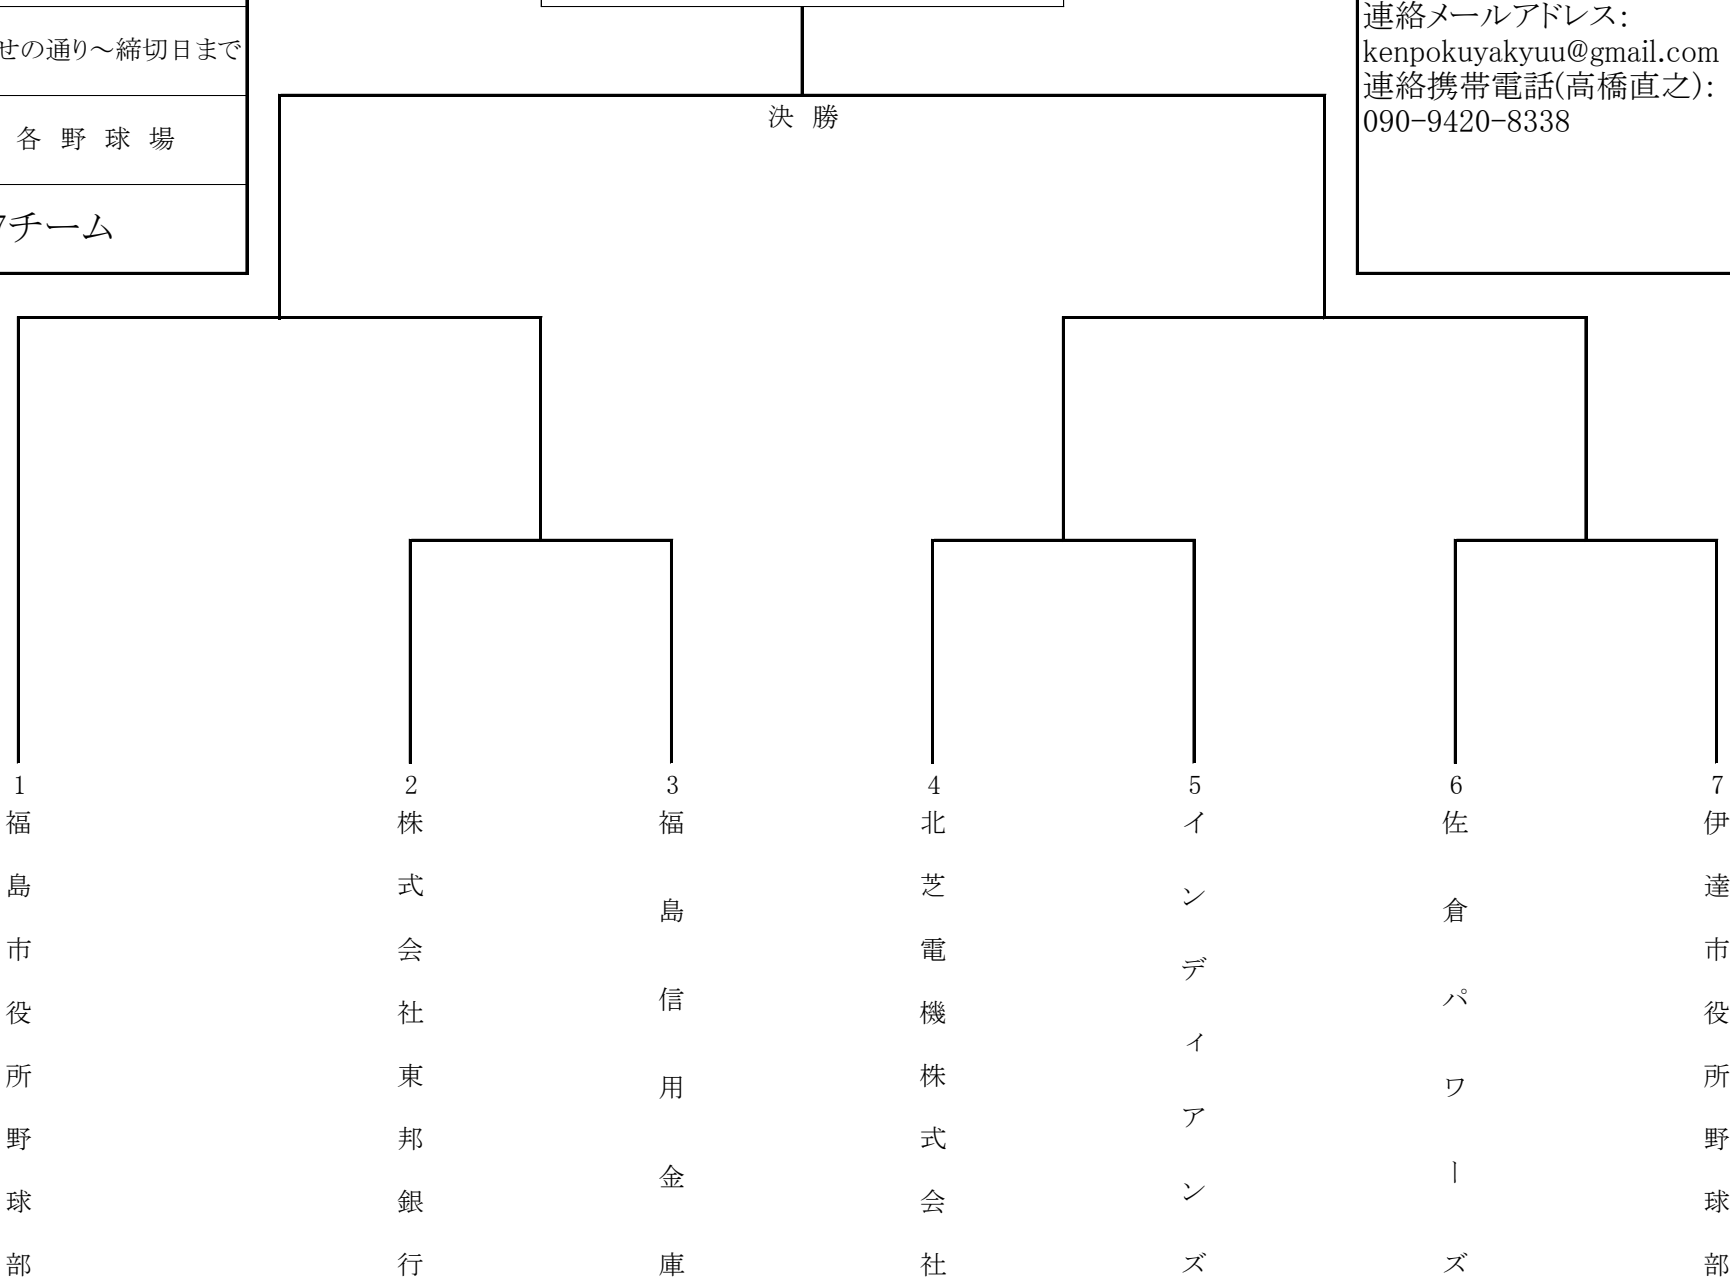 せの通り～締切日まで
各野球場
7チーム
連絡メールアドレス：
kenpokuyakyuu@gmail.com
連絡携帯電話(高橋直之)：
090-9420-8338
決勝
1
福島市役所野球部
2
株式会社東邦銀行
3
福島信用金庫
4
北芝電機株式会社
5
インディアンズ
6
佐倉パワーズ
7
伊達市役所野球部